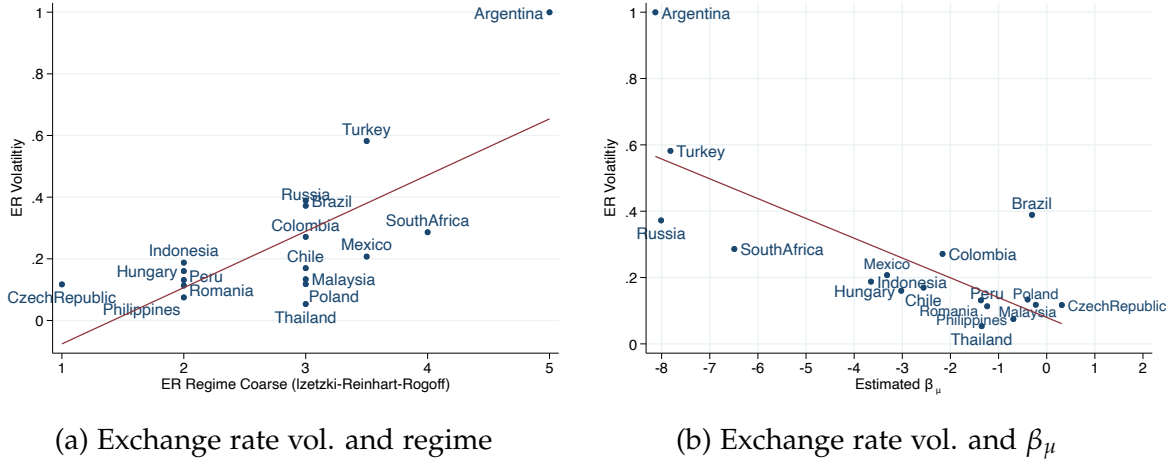 1
.8
.6
.4
.2
0
ER Volatiltiy
Argentina
Turkey
Russia
Brazil
SouthAfrica
Colombia
Mexico
Indonesia
Chile
Hungary
Peru
Malaysia
CzechRepublic
Romania
Poland
Philippines
Thailand
1 2 3 4 5
ER Regime Coarse (Izetzki-Reinhart-Rogoff)
(a) Exchange rate vol. and regime
1
.8
.6
.4
.2
0
ER Volatiltiy
Argentina
Turkey
Brazil
Russia
SouthAfrica
Colombia
Mexico
Indonesia
Hungary
Chile
Peru
Poland
CzechRepublic
Romania
Malaysia
Philippines
Thailand
-8 -7 -6 -5 -4 -3 -2 -1 0 1 2
Estimated β μ
(b) Exchange rate vol. and βμ